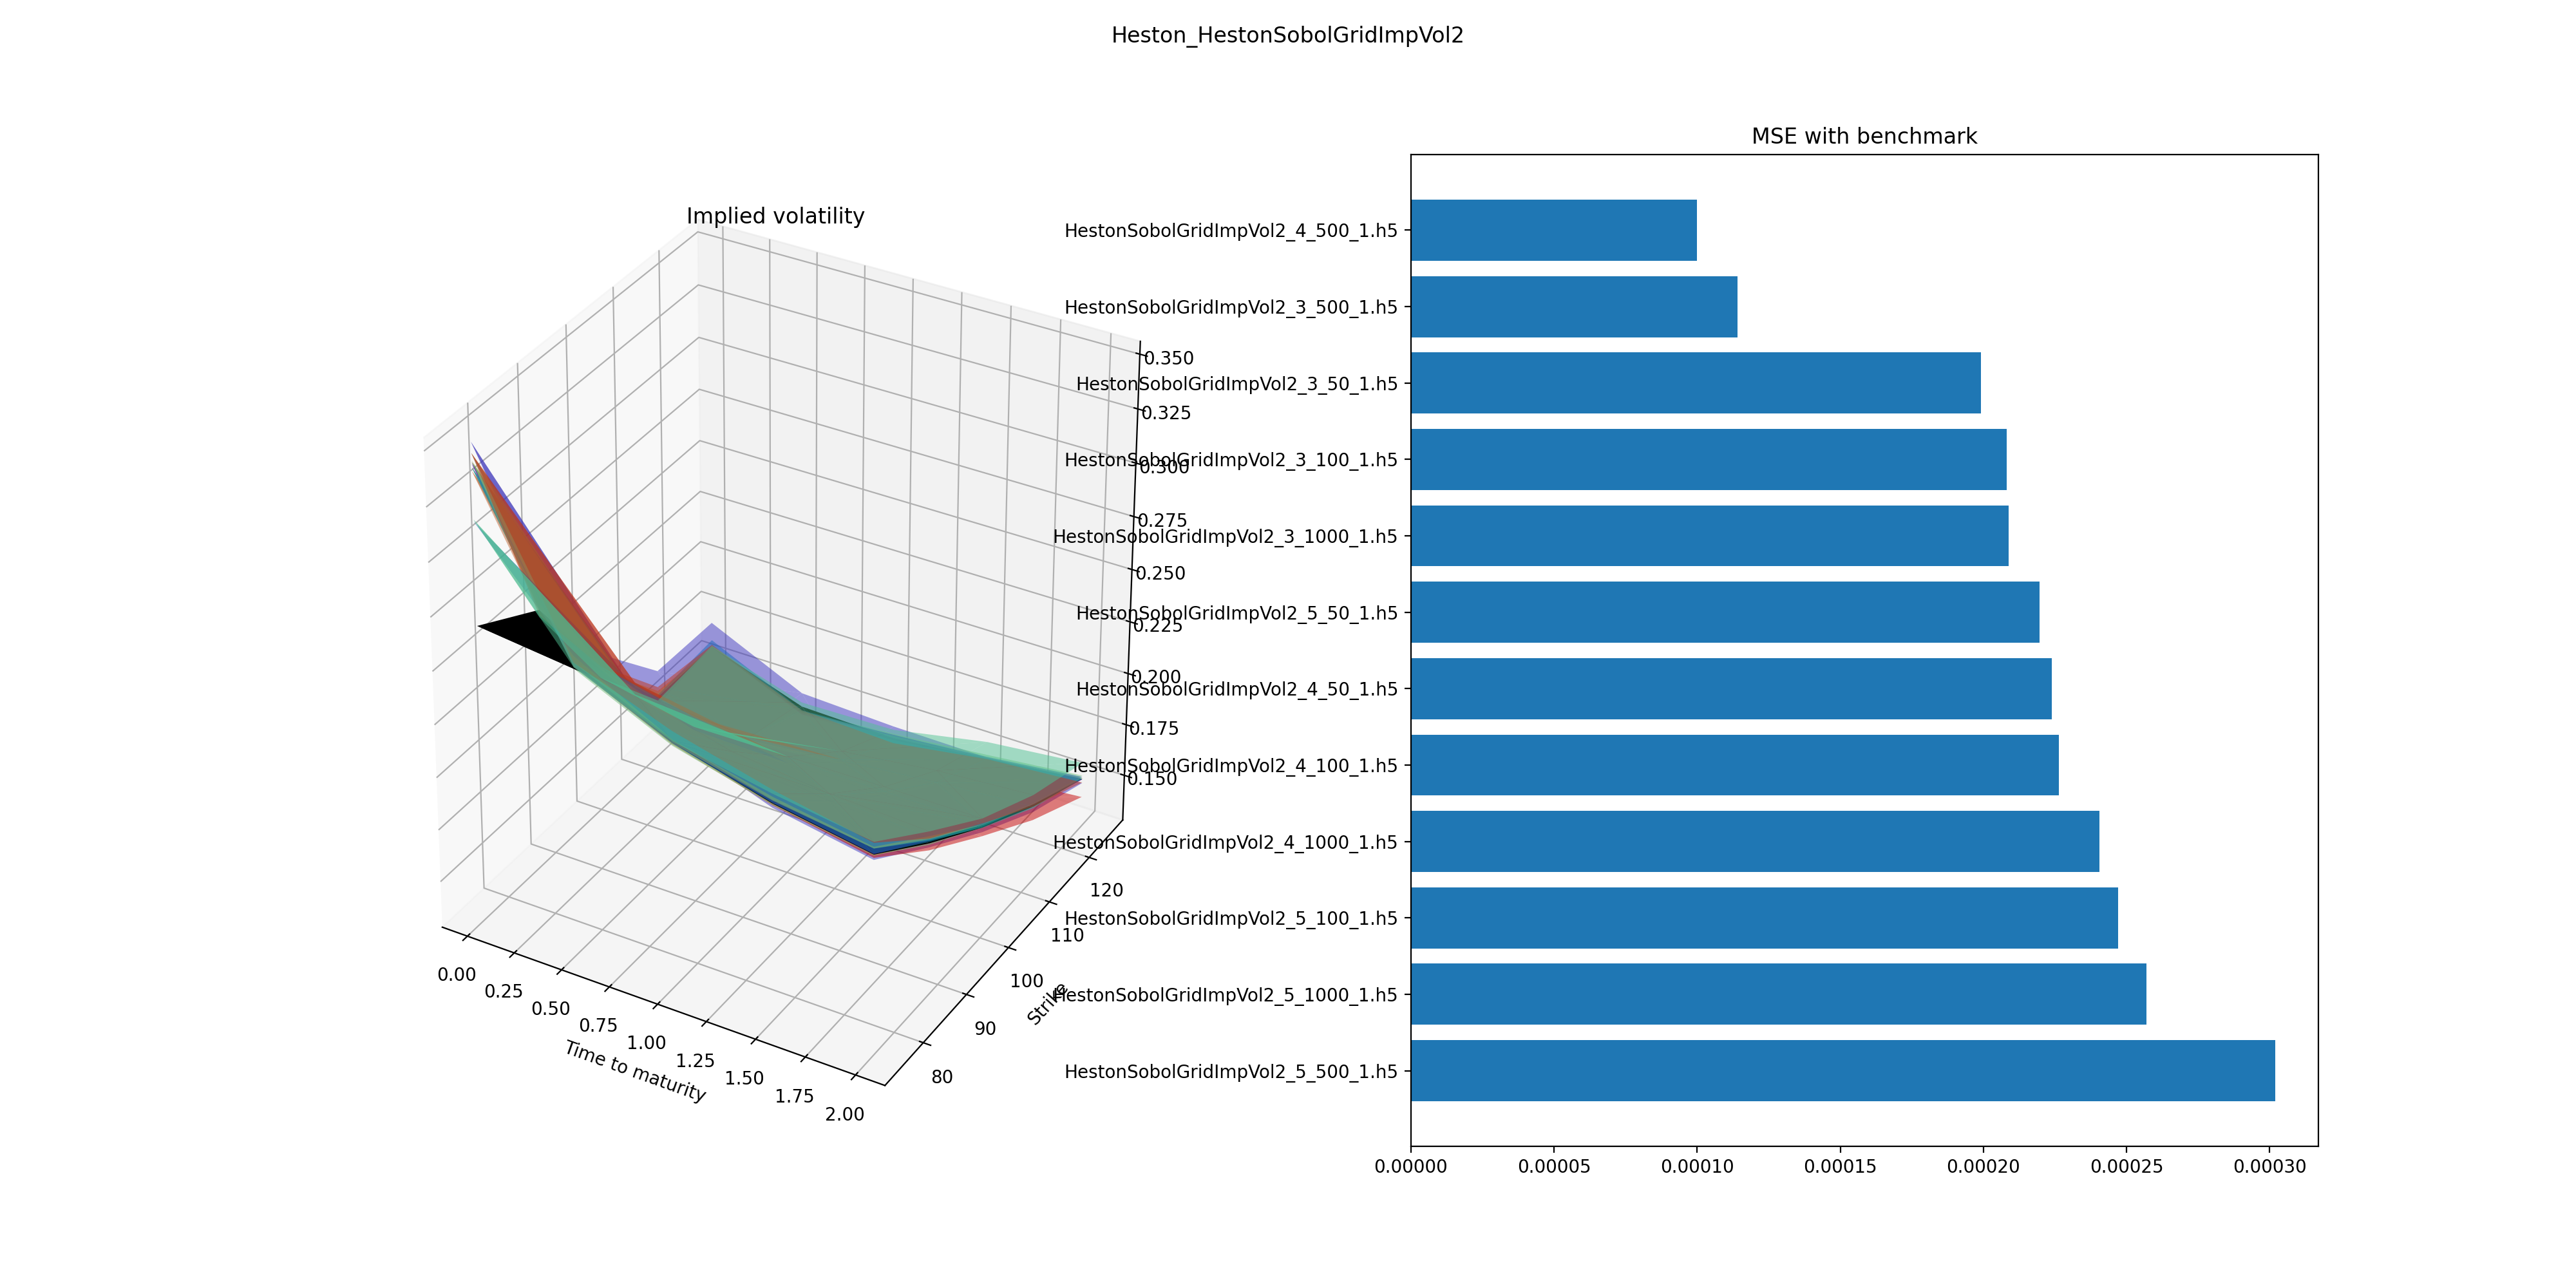 Heston_HestonSobolGridImpVol2
Implied volatility
0.350
0.325
0.300
0.275
0.250
0.225
0.200
0.175
0.150
120
110
100
90
80
Strike
0.00
0.25
0.50
0.75
1.00
1.25
1.50
1.75
2.00
Time to maturity
MSE with benchmark
HestonSobolGridImpVol2_4_500_1.h5
HestonSobolGridImpVol2_3_500_1.h5
HestonSobolGridImpVol2_3_50_1.h5
HestonSobolGridImpVol2_3_100_1.h5
HestonSobolGridImpVol2_3_1000_1.h5
HestonSobolGridImpVol2_5_50_1.h5
HestonSobolGridImpVol2_4_50_1.h5
HestonSobolGridImpVol2_4_100_1.h5
HestonSobolGridImpVol2_4_1000_1.h5
HestonSobolGridImpVol2_5_100_1.h5
HestonSobolGridImpVol2_5_1000_1.h5
HestonSobolGridImpVol2_5_500_1.h5
0.00000 0.00005 0.00010 0.00015 0.00020 0.00025 0.00030